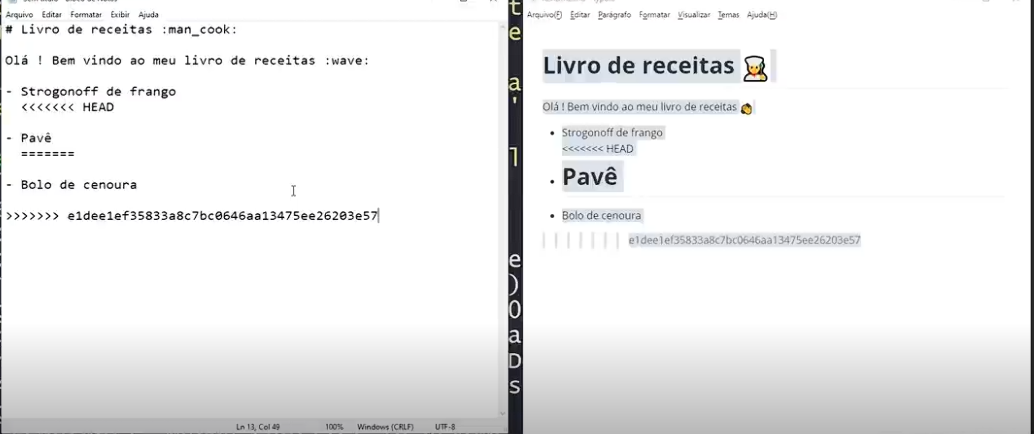 Arquivo Editar Formatar Exibir Ajuda
# Livro de receitas :man_cook:
Olá ! Bem vindo ao meu livro de receitas :wave:
- Strogonoff de frango
<<<<<<< HEAD
- Pavê
=======
- Bolo de cenoura
>>>>>>> e1dee1ef35833a8c7bc0646aa13475ee26203e57
Ln 13, Col 49 100% Windows (CRLF) UTF-8
t
e
a
'
l
e
)
0
a
D
s
Arquivo(F) Editar Parágrafo Formatar Visualizar Temas Ajuda(H)
Livro de receitas
Olá ! Bem vindo ao meu livro de receitas
Strogonoff de frango
<<<<<<< HEAD
Pavê
Bolo de cenoura
e1dee1ef35833a8c7bc0646aa13475ee26203e57